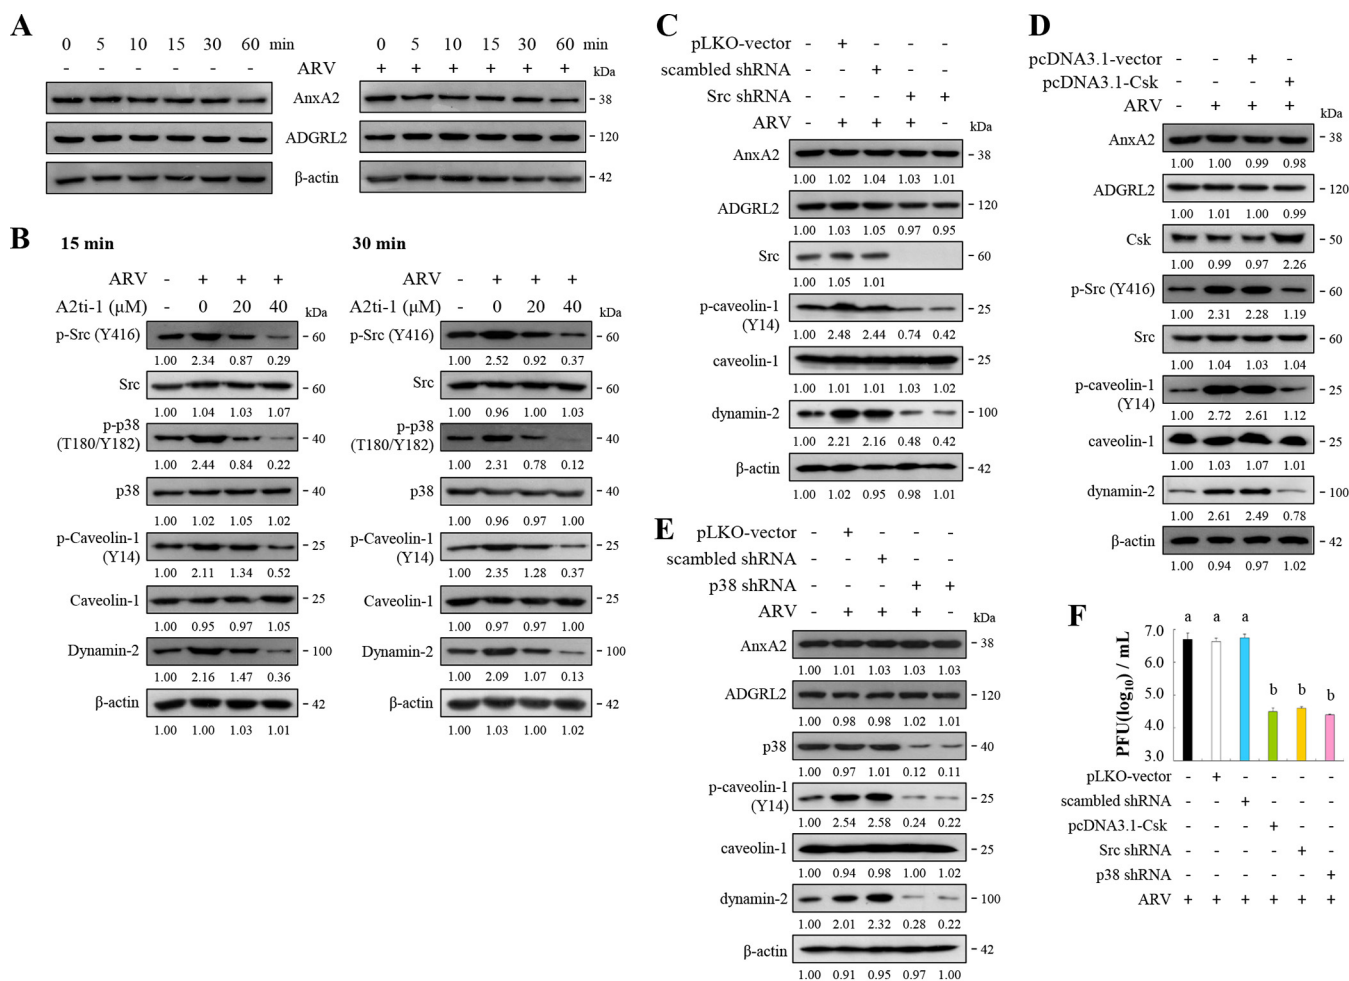 A
0 5 10 15 30 60 min 0 5 10 15 30 60 min
- - - - - - ARV + + + + + + kDa
AnxA2 - 38
ADGRL2 - 120
β-actin - 42
B 15 min 30 min
ARV - + + + ARV - + + +
A2ti-1 (μM) - 0 20 40 kDa A2ti-1 (μM) - 0 20 40 kDa
p-Src (Y416) - 60 p-Src (Y416) - 60
1.00 2.34 0.87 0.29 1.00 2.52 0.92 0.37
Src - 60 Src - 60
1.00 1.04 1.03 1.07 1.00 0.96 1.00 1.03
p-p38 (T180/Y182) - 40 p-p38 (T180/Y182) - 40
1.00 2.44 0.84 0.22 1.00 2.31 0.78 0.12
p38 - 40 p38 - 40
1.00 1.02 1.05 1.02 1.00 0.96 0.97 1.00
p-Caveolin-1 (Y14) - 25 p-Caveolin-1 (Y14) - 25
1.00 2.11 1.34 0.52 1.00 2.35 1.28 0.37
Caveolin-1 - 25 Caveolin-1 - 25
1.00 0.95 0.97 1.05 1.00 0.97 0.97 1.00
Dynamin-2 - 100 Dynamin-2 - 100
1.00 2.16 1.47 0.36 1.00 2.09 1.07 0.13
β-actin - 42 β-actin - 42
1.00 1.00 1.03 1.01 1.00 1.03 1.00 1.02
C
pLKO-vector - + - - -
scambled shRNA - - + - -
Src shRNA - - - + +
ARV - + + + - kDa
AnxA2 - 38
1.00 1.02 1.04 1.03 1.01
ADGRL2 - 120
1.00 1.03 1.05 0.97 0.95
Src - 60
1.00 1.05 1.01
p-caveolin-1 (Y14) - 25
1.00 2.48 2.44 0.74 0.42
caveolin-1 - 25
1.00 1.01 1.01 1.03 1.02
dynamin-2 - 100
1.00 2.21 2.16 0.48 0.42
β-actin - 42
1.00 1.02 0.95 0.98 1.01
D
pcDNA3.1-vector - - + -
pcDNA3.1-Csk - - - +
ARV - + + + kDa
AnxA2 - 38
1.00 1.00 0.99 0.98
ADGRL2 - 120
1.00 1.01 1.00 0.99
Csk - 50
1.00 0.99 0.97 2.26
p-Src (Y416) - 60
1.00 2.31 2.28 1.19
Src - 60
1.00 1.04 1.03 1.04
p-caveolin-1 (Y14) - 25
1.00 2.72 2.61 1.12
caveolin-1 - 25
1.00 1.03 1.07 1.01
dynamin-2 - 100
1.00 2.61 2.49 0.78
β-actin - 42
1.00 0.94 0.97 1.02
E
pLKO-vector - + - - -
scambled shRNA - - + - -
p38 shRNA - - - + +
ARV - + + + - kDa
AnxA2 - 38
1.00 1.01 1.03 1.03 1.03
ADGRL2 - 120
1.00 0.98 0.98 1.02 1.01
p38 - 40
1.00 0.97 1.01 0.12 0.11
p-caveolin-1 (Y14) - 25
1.00 2.54 2.58 0.24 0.22
caveolin-1 - 25
1.00 0.94 0.98 1.00 1.02
dynamin-2 - 100
1.00 2.01 2.32 0.28 0.22
β-actin - 42
1.00 0.91 0.95 0.97 1.00
F
a a a b b b
PFU(log10) / mL
7.0
6.0
5.0
4.0
3.0
pLKO-vector - + - - - -
scambled shRNA - - + - - -
pcDNA3.1-Csk - - - + - -
Src shRNA - - - - + -
p38 shRNA - - - - - +
ARV + + + + + +